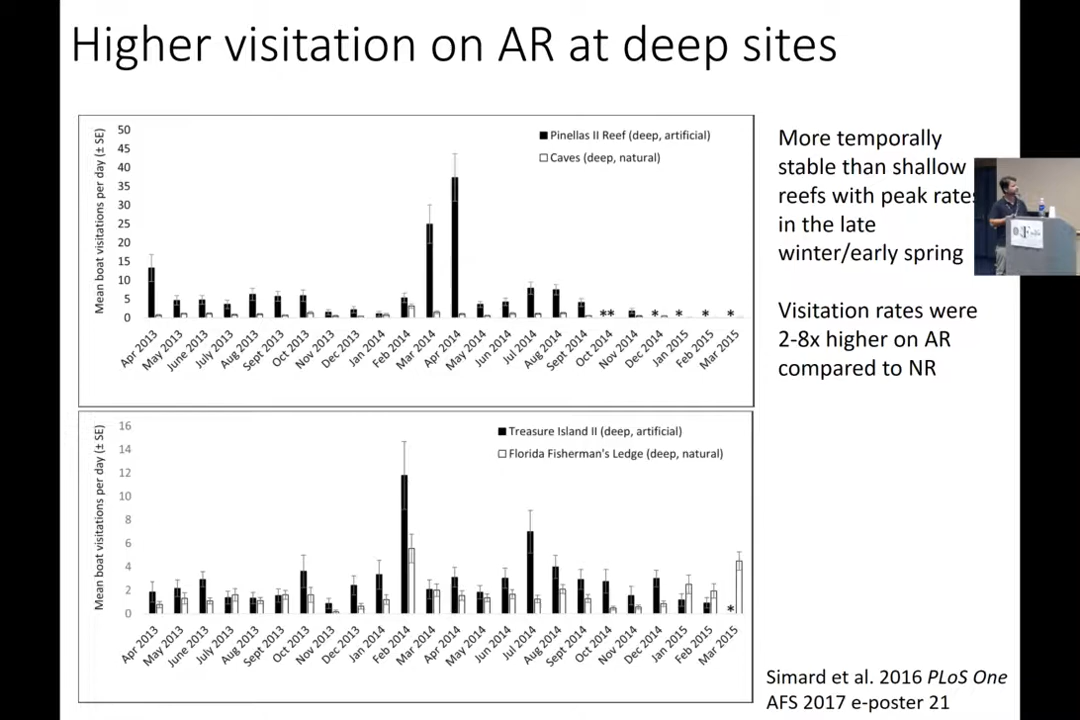 Higher visitation on AR at deep sites
Mean boat visitations per day (± SE)
50
45
40
35
30
25
20
15
10
5
0
Pinellas II Reef (deep, artificial)
Caves (deep, natural)
** * * * *
Apr 2013
May 2013
June 2013
July 2013
Aug 2013
Sept 2013
Oct 2013
Nov 2013
Dec 2013
Jan 2014
Feb 2014
Mar 2014
Apr 2014
May 2014
Jun 2014
Jul 2014
Aug 2014
Sept 2014
Oct 2014
Nov 2014
Dec 2014
Jan 2015
Feb 2015
Mar 2015
More temporally
stable than shallow
reefs with peak rates
in the late
winter/early spring
Visitation rates were
2-8x higher on AR
compared to NR
Mean boat visitations per day (± SE)
16
14
12
10
8
6
4
2
0
Treasure Island II (deep, artificial)
Florida Fisherman's Ledge (deep, natural)
*
Apr 2013
May 2013
June 2013
July 2013
Aug 2013
Sept 2013
Oct 2013
Nov 2013
Dec 2013
Jan 2014
Feb 2014
Mar 2014
Apr 2014
May 2014
Jun 2014
Jul 2014
Aug 2014
Sept 2014
Oct 2014
Nov 2014
Dec 2014
Jan 2015
Feb 2015
Mar 2015
Simard et al. 2016 PLoS One
AFS 2017 e-poster 21